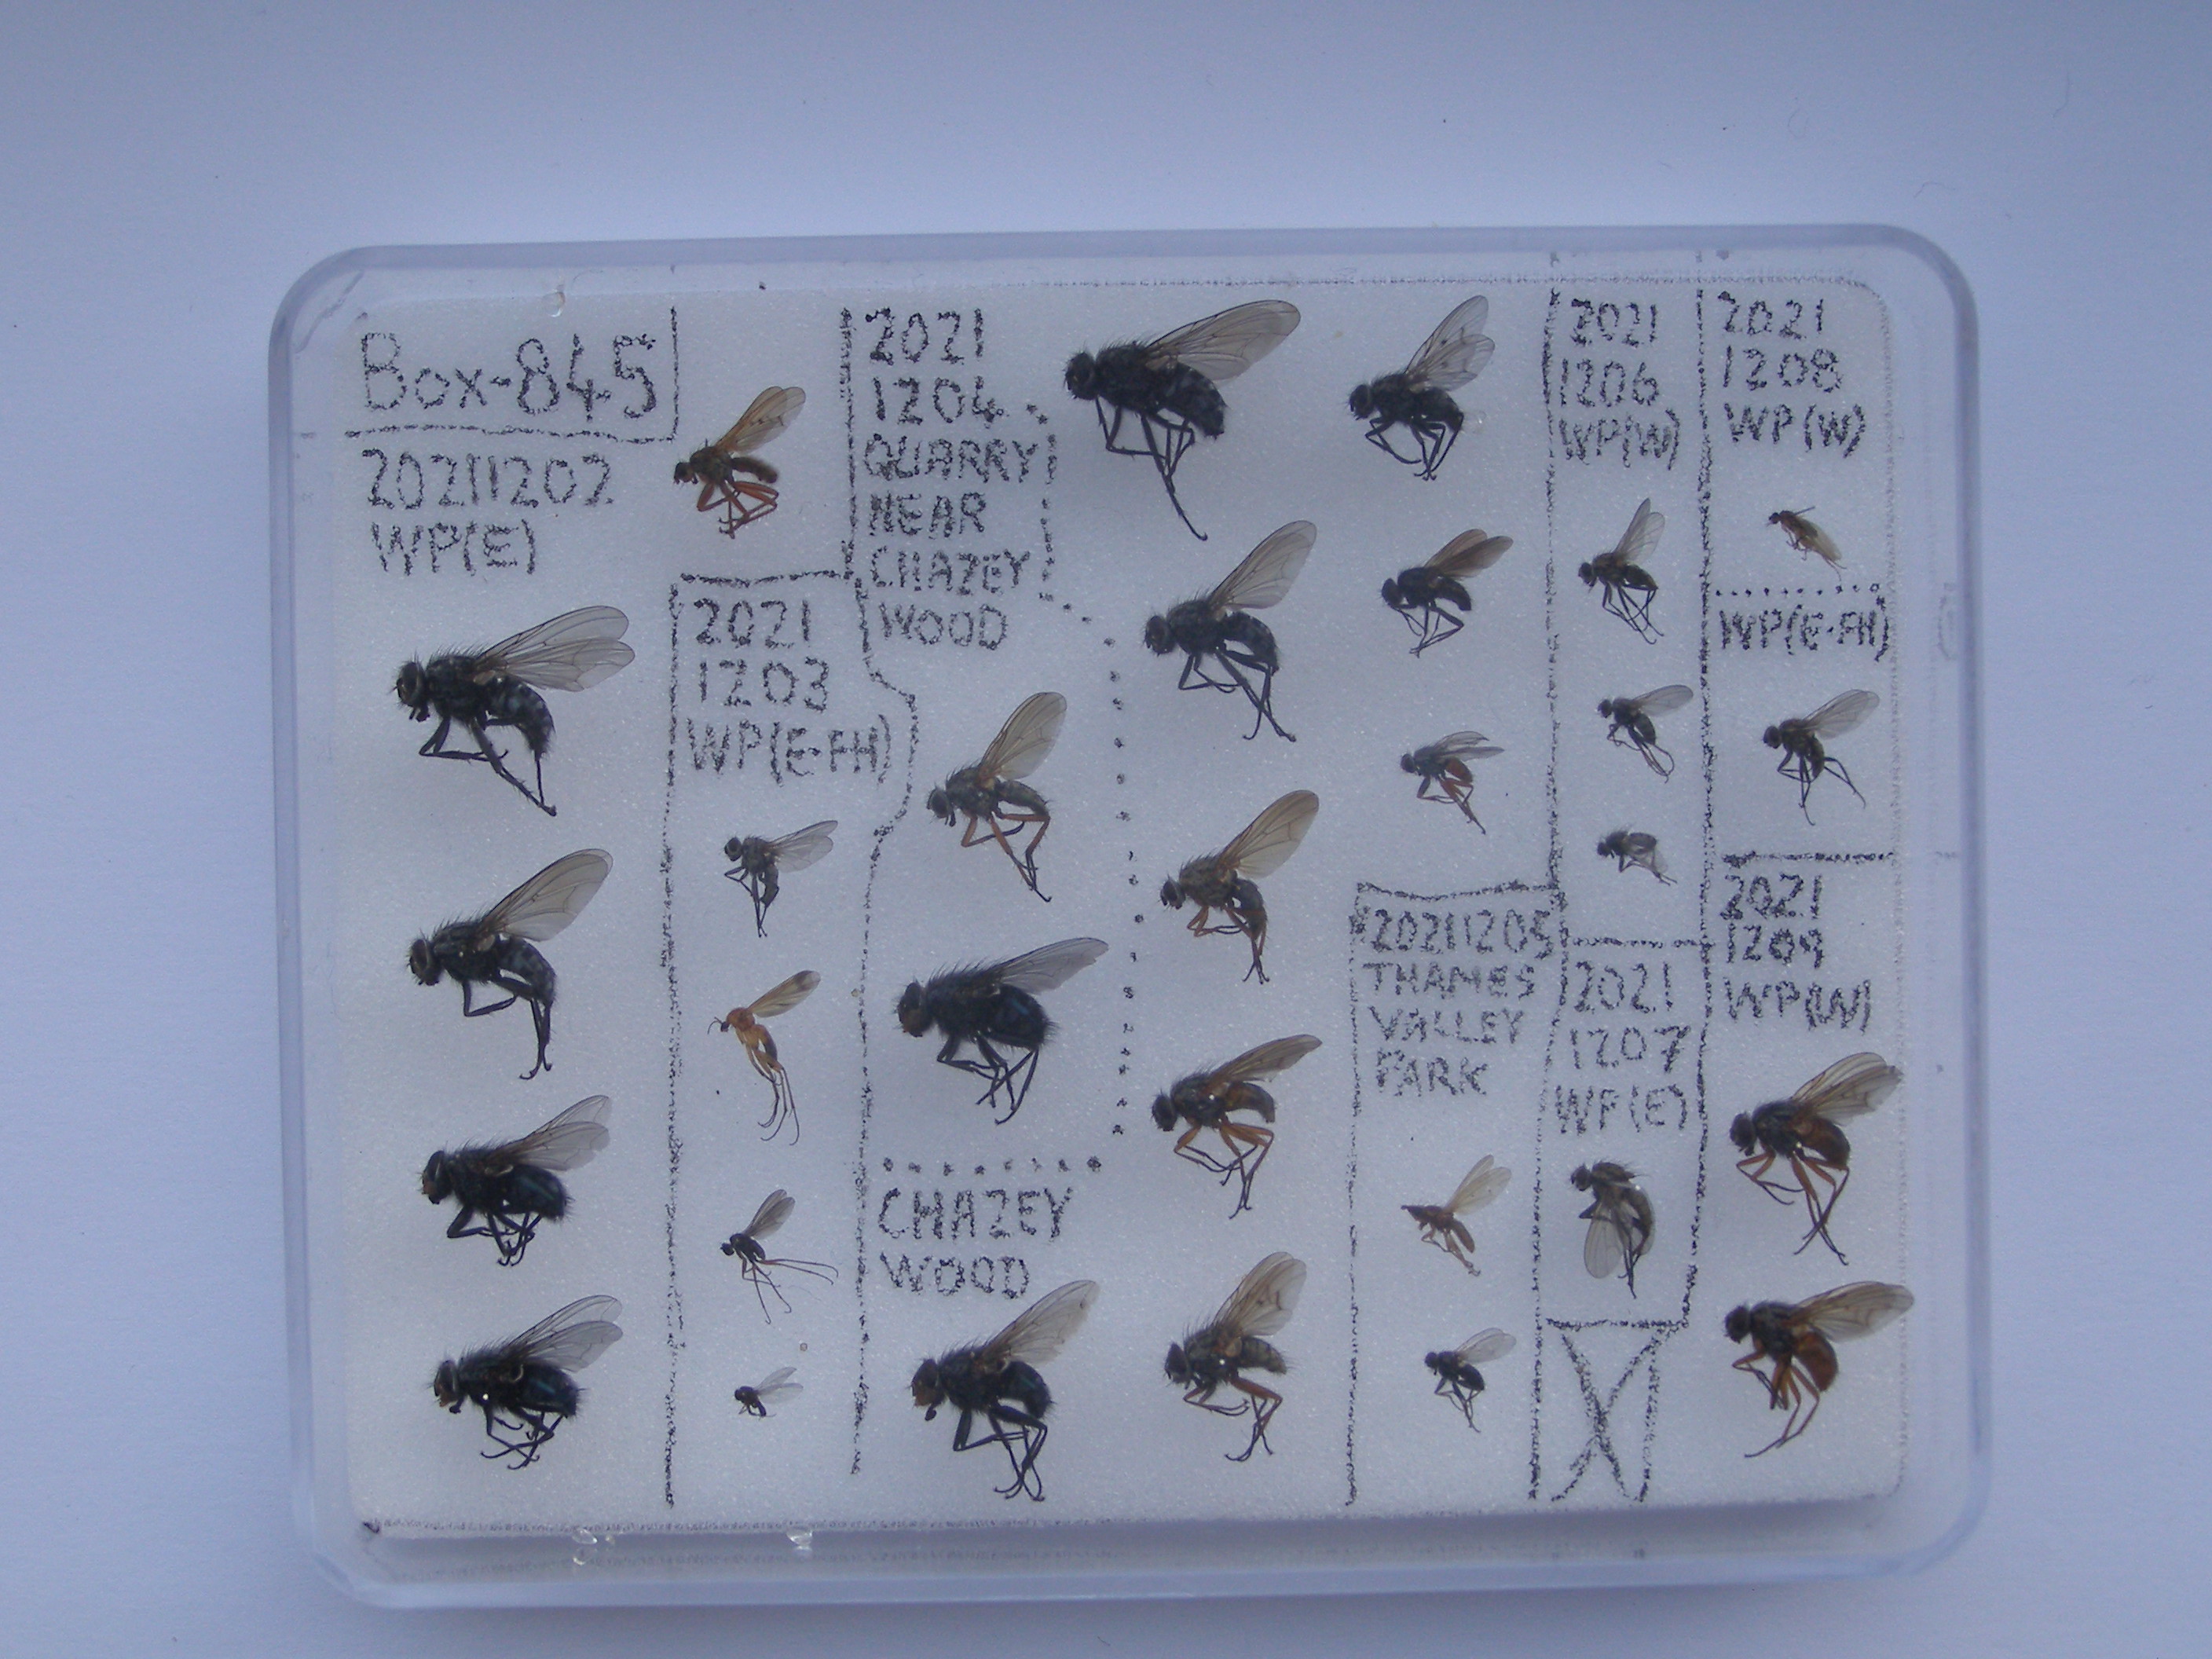 Box-845
20211202
WP(E)
2021
1203
WP(E-FH)
2021
1204
QUARRY
NEAR
CHAZEY
WOOD
CHAZEY
WOOD
20211205
THAMES
VALLEY
PARK
2021
1206
WP(W)
2021
1207
WP(E)
2021
1208
WP(W)
WP(E-FH)
2021
1209
WP(W)